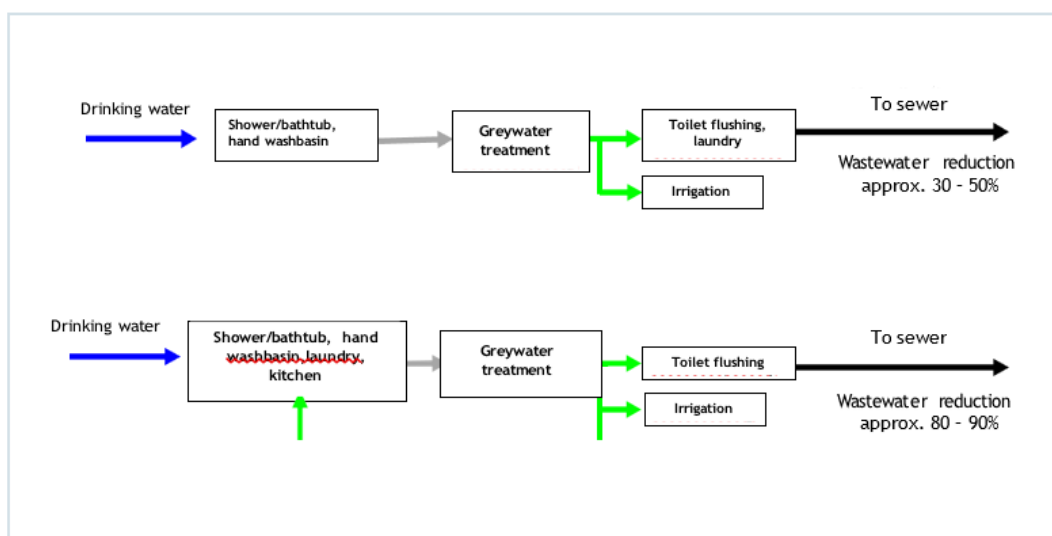 Drinking water
Shower/bathtub,
hand washbasin
Greywater
treatment
Toilet flushing,
laundry
Irrigation
To sewer
Wastewater reduction
approx. 30 - 50%
Drinking water
Shower/bathtub, hand
washbasin,laundry,
kitchen
Greywater
treatment
Toilet flushing
Irrigation
To sewer
Wastewater reduction
approx. 80 - 90%